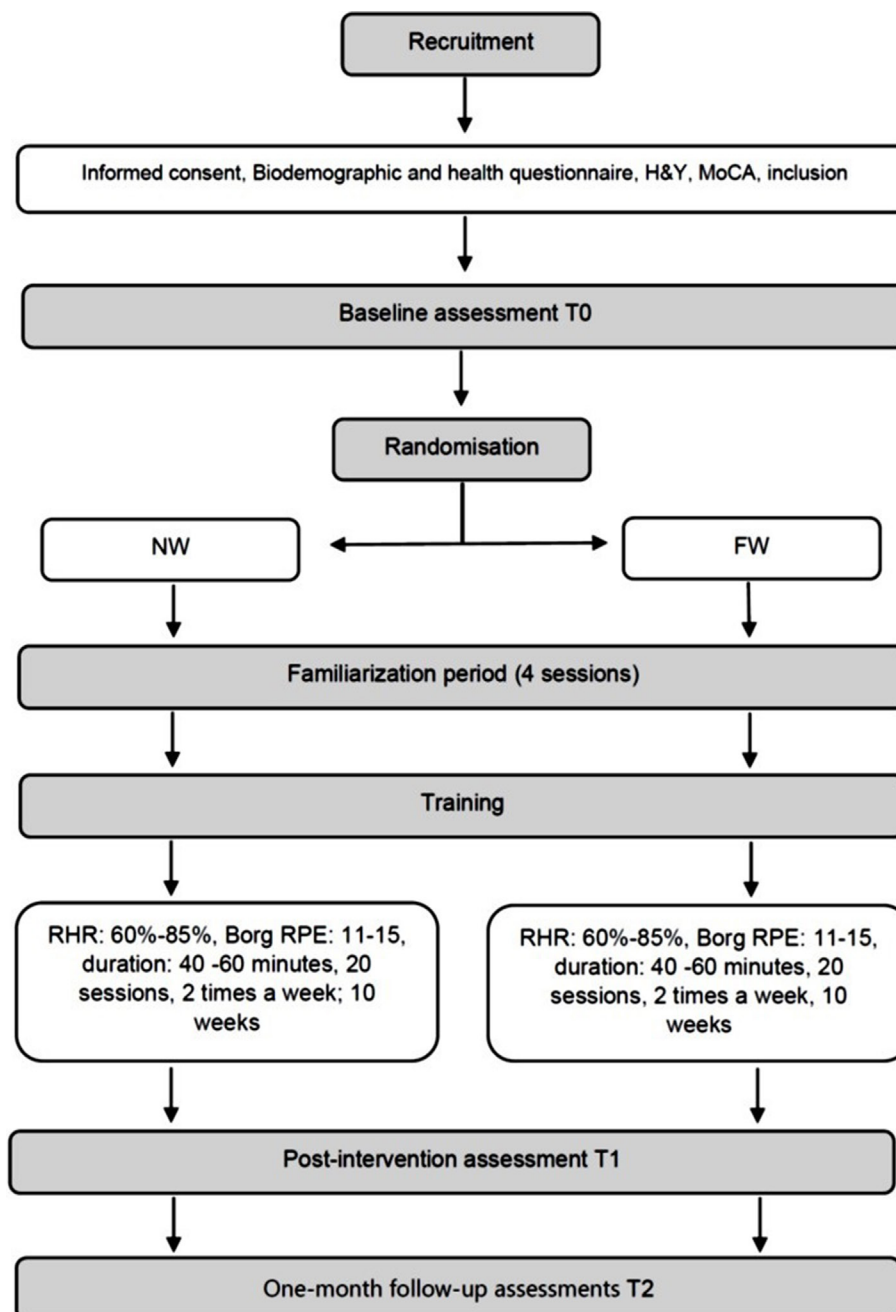 Recruitment
Informed consent, Biodemographic and health questionnaire, H&Y, MoCA, inclusion
Baseline assessment T0
Randomisation
NW
FW
Familiarization period (4 sessions)
Training
RHR: 60%-85%, Borg RPE: 11-15,
duration: 40 -60 minutes, 20
sessions, 2 times a week; 10
weeks
RHR: 60%-85%, Borg RPE: 11-15,
duration: 40 -60 minutes, 20
sessions, 2 times a week, 10
weeks
Post-intervention assessment T1
One-month follow-up assessments T2